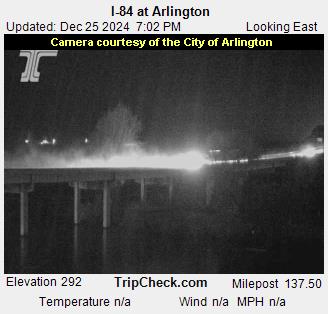 I-84 at Arlington
Updated: Dec 25 2024 7:02 PM Looking East
Camera courtesy of the City of Arlington
Elevation 292 TripCheck.com Milepost 137.50
Temperature n/a Wind n/a MPH n/a